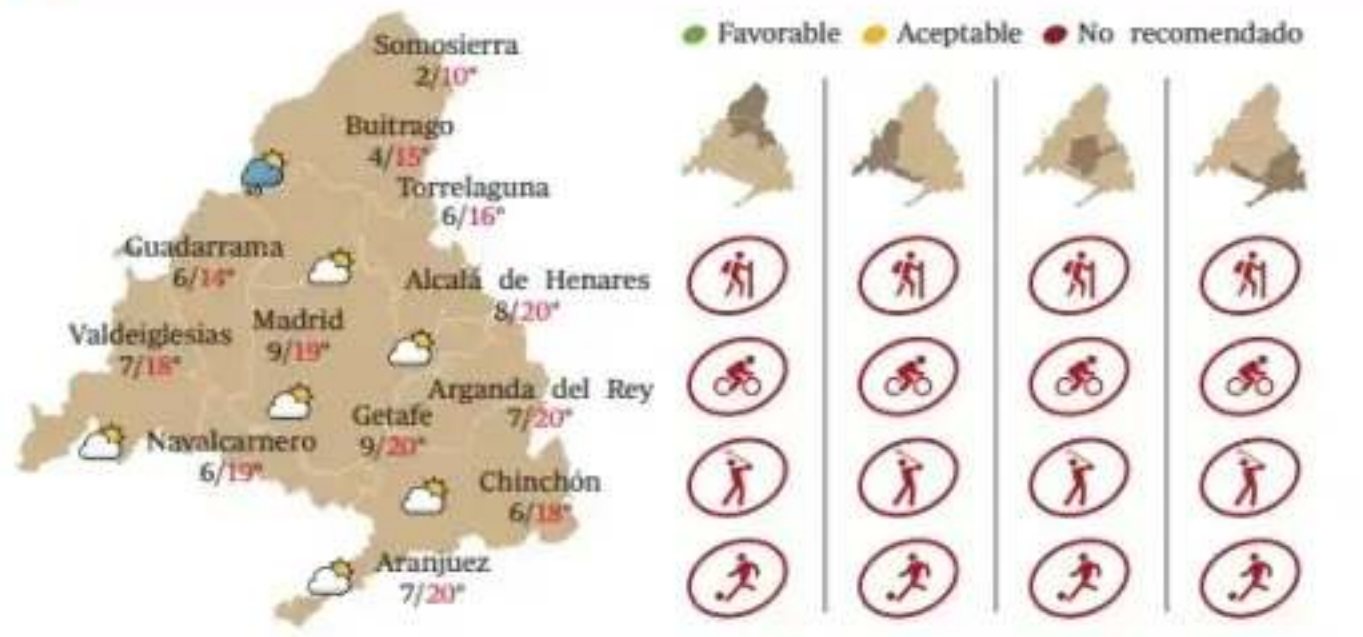 Somosierra
2/10°
Buitrago
4/15°
Torrelaguna
6/16°
Guadarrama
6/14°
Alcalá de Henares
8/20°
Valdeiglesias
7/18°
Madrid
9/19°
Arganda del Rey
7/20°
Getafe
9/20°
Navalcarnero
6/19°
Chinchón
6/18°
Aranjuez
7/20°
Favorable Aceptable No recomendado